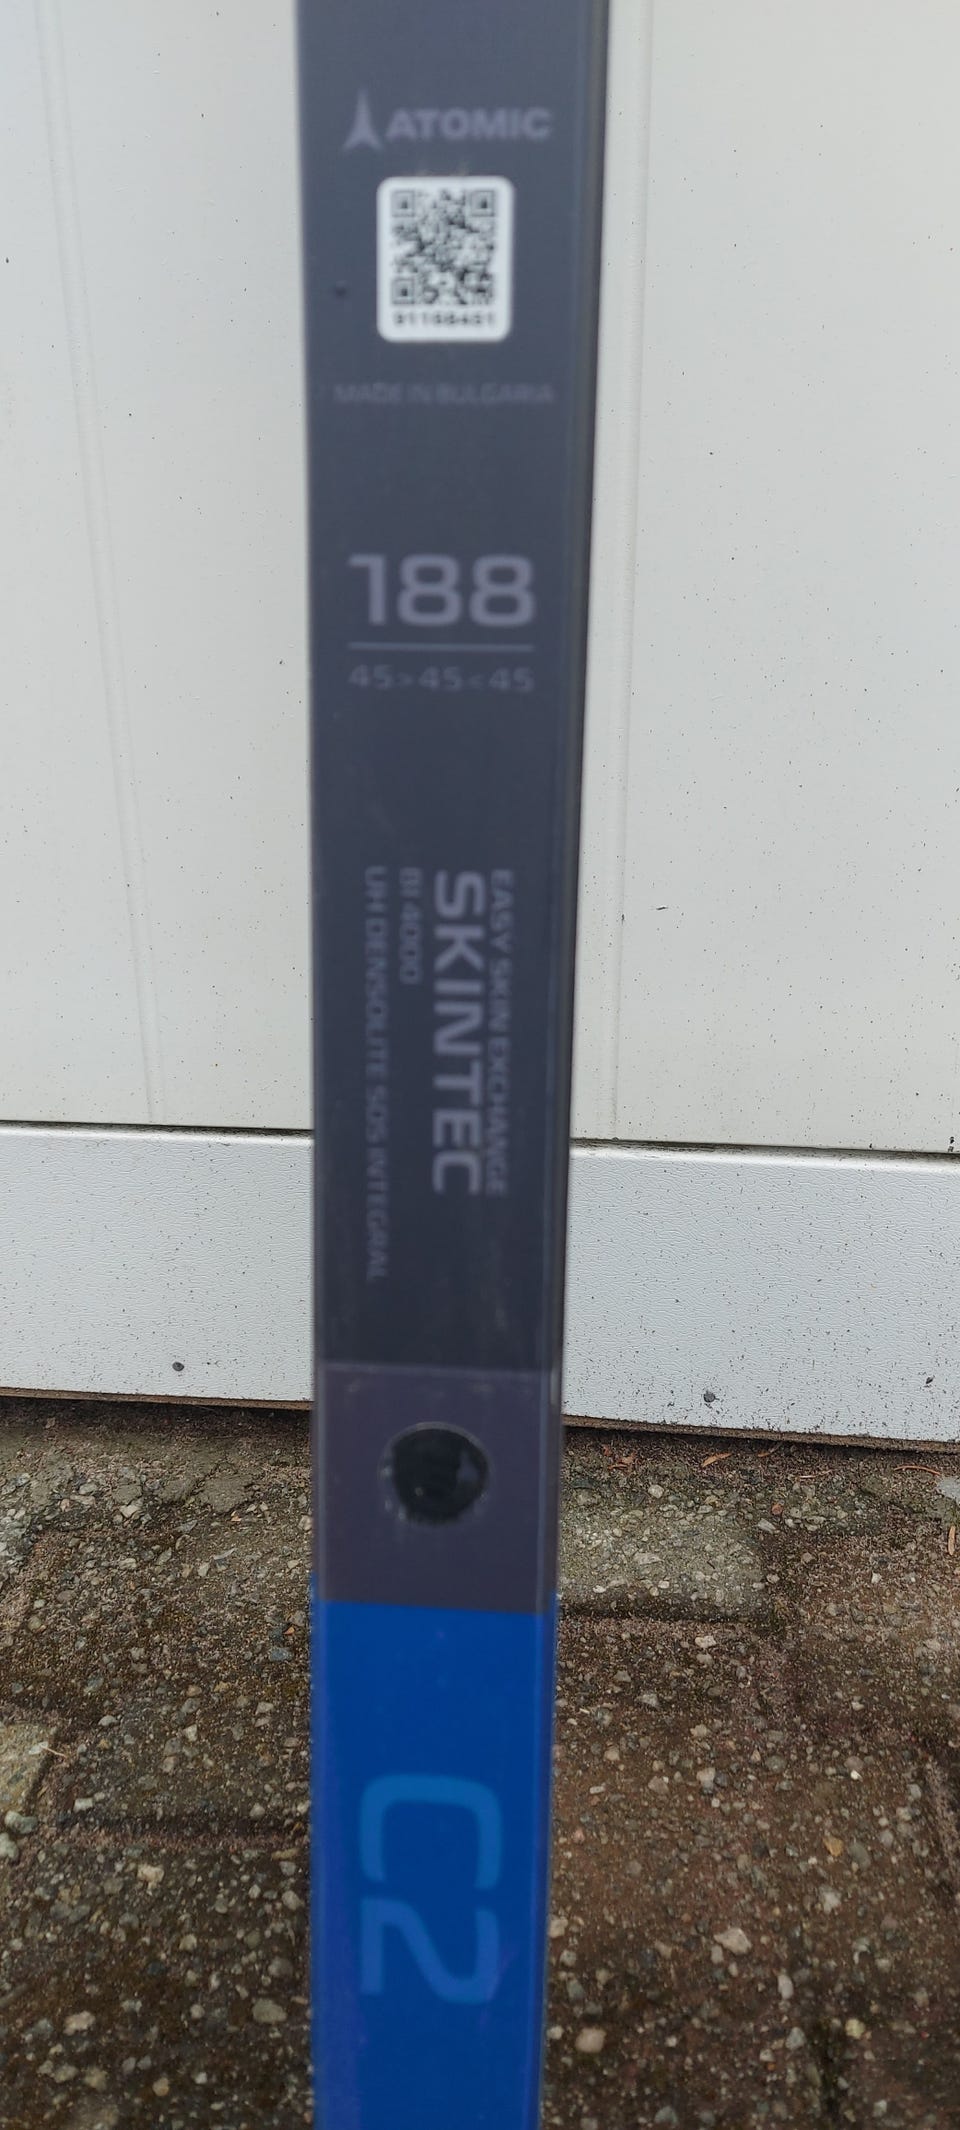 ATOMIC
MADE IN BULGARIA
188
45>45<45
EASY SKIN EXCHANGE
SKINTEC
BI 4000
UH DENSOLITE SDS INTEGRAL
C2